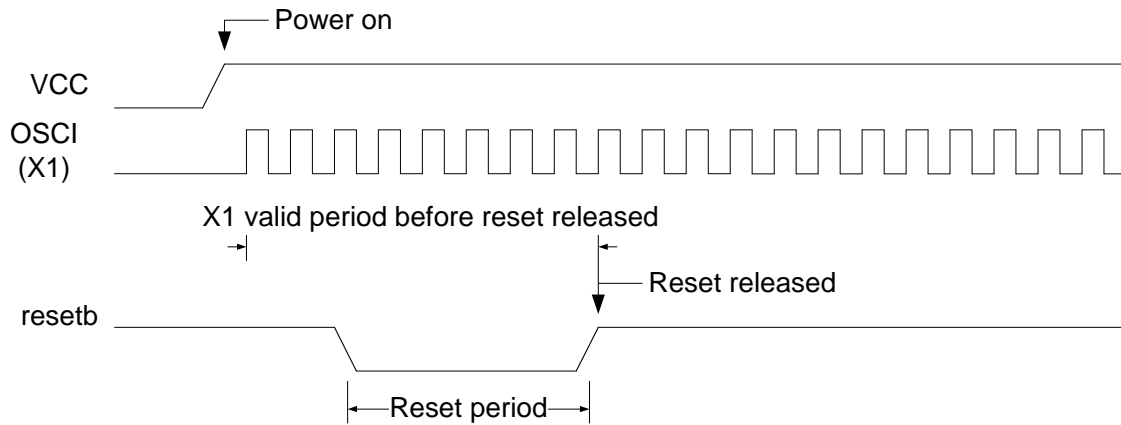 Power on
VCC
OSCI
(X1)
X1 valid period before reset released
Reset released
resetb
Reset period